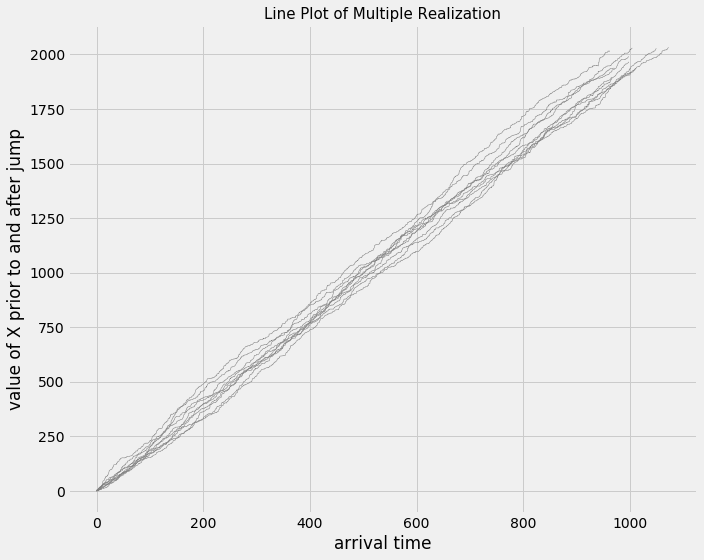 Line Plot of Multiple Realization
2000
1750
1500
1250
1000
750
500
250
0
value of X prior to and after jump
0 200 400 600 800 1000
arrival time